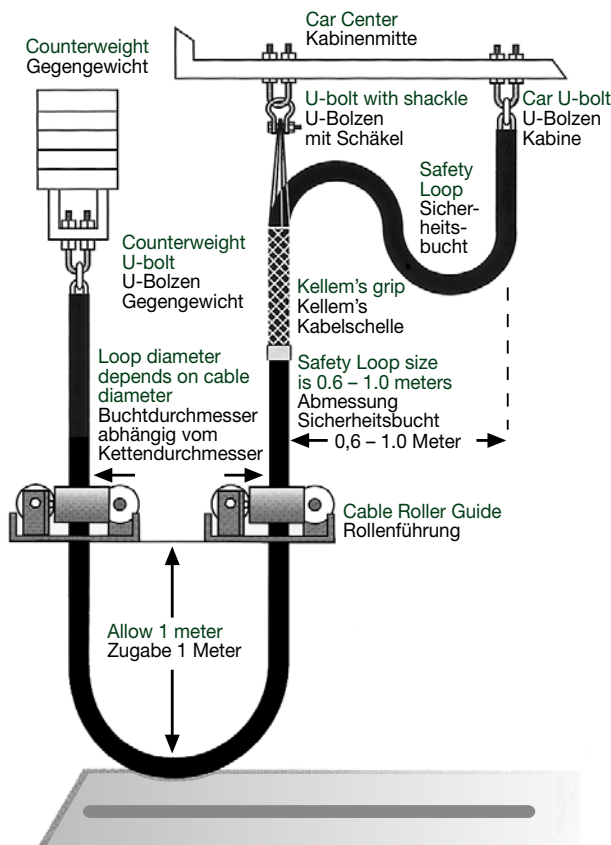 Counterweight
Gegengewicht
Car Center
Kabinenmitte
U-bolt with shackle
U-Bolzen
mit Schäkel
Car U-bolt
U-Bolzen
Kabine
Safety
Loop
Sicher-
heits-
bucht
Counterweight
U-bolt
U-Bolzen
Gegengewicht
Kellem's grip
Kellem's
Kabelschelle
Loop diameter
depends on cable
diameter
Buchtdurchmesser
abhängig vom
Kettendurchmesser
Safety Loop size
is 0.6 – 1.0 meters
Abmessung
Sicherheitsbucht
0,6 – 1.0 Meter
Cable Roller Guide
Rollenführung
Allow 1 meter
Zugabe 1 Meter